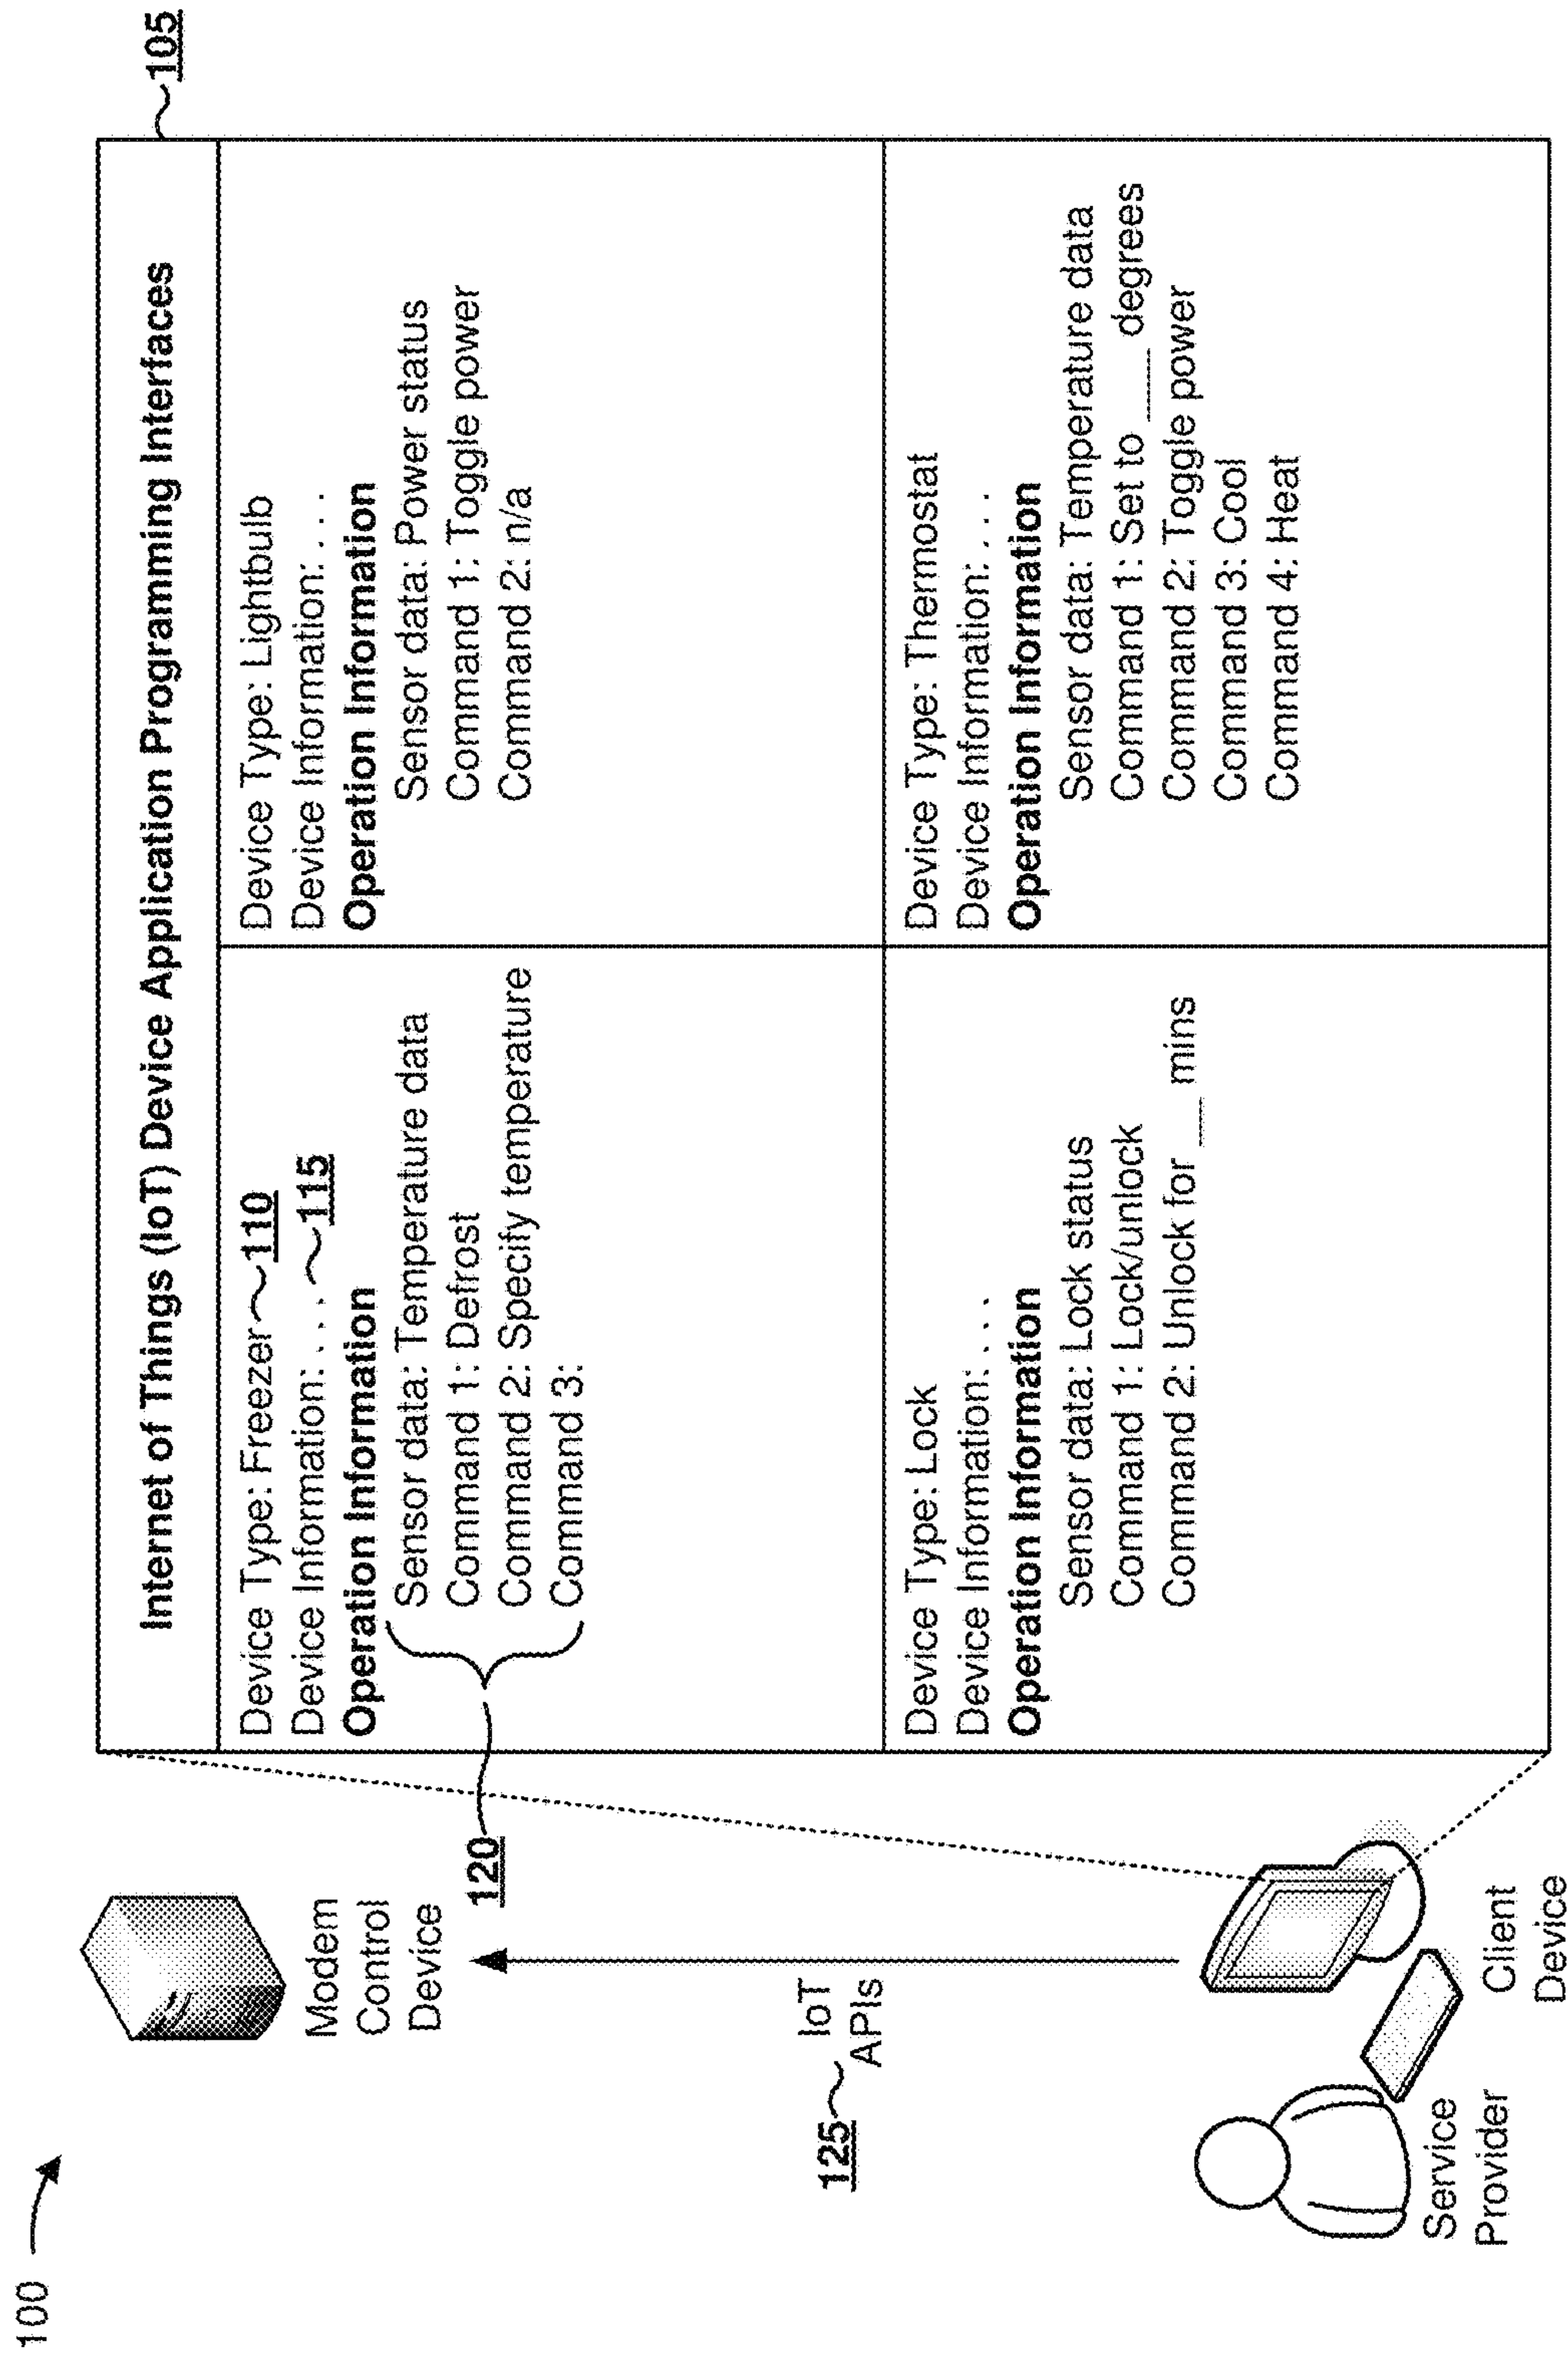 100
Modem
Control
Device
120
125
IoT
APIs
Service
Provider
Client
Device
105
Internet of Things (IoT) Device Application Programming Interfaces
Device Type: Freezer 110
Device Information: . . . 115
Operation Information
Sensor data: Temperature data
Command 1: Defrost
Command 2: Specify temperature
Command 3:
Device Type: Lightbulb
Device Information: . . .
Operation Information
Sensor data: Power status
Command 1: Toggle power
Command 2: n/a
Device Type: Lock
Device Information: . . .
Operation Information
Sensor data: Lock status
Command 1: Lock/unlock
Command 2: Unlock for __ mins
Device Type: Thermostat
Device Information: . . .
Operation Information
Sensor data: Temperature data
Command 1: Set to ___ degrees
Command 2: Toggle power
Command 3: Cool
Command 4: Heat